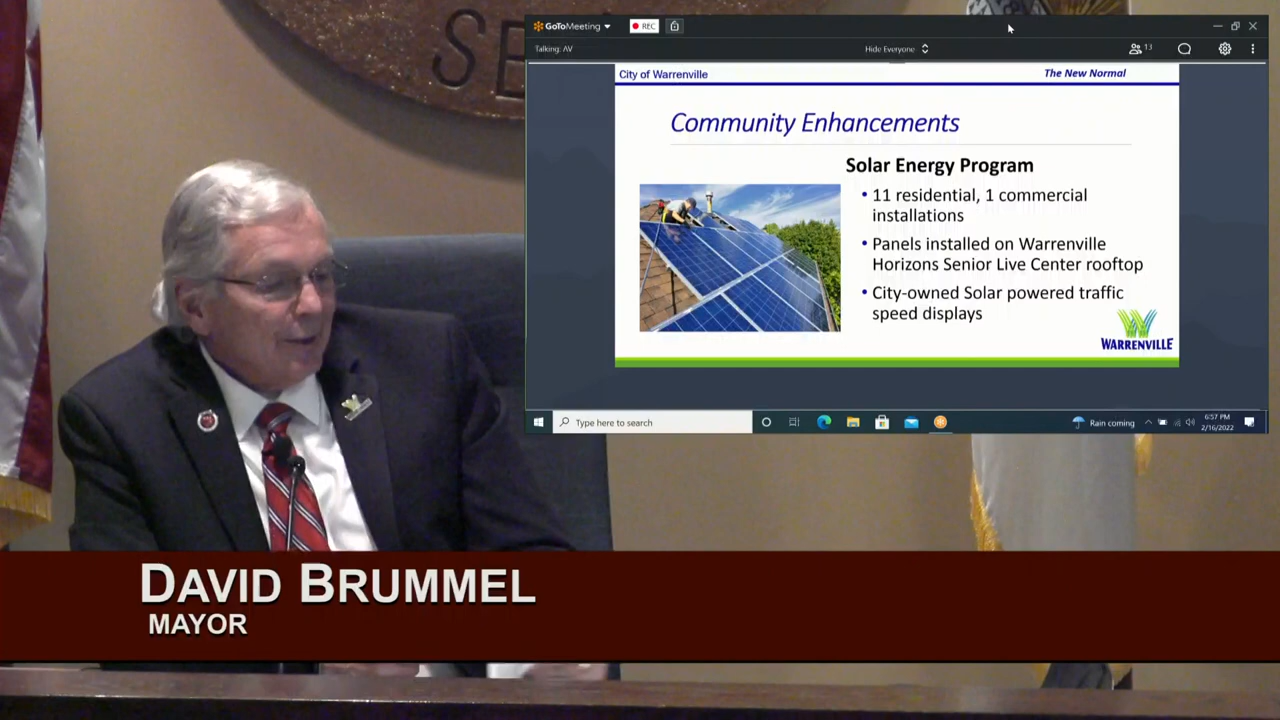 SEAL
GoToMeeting
REC
Talking: AV
Hide Everyone
13
City of Warrenville
The New Normal
Community Enhancements
Solar Energy Program
• 11 residential, 1 commercial
installations
• Panels installed on Warrenville
Horizons Senior Live Center rooftop
• City-owned Solar powered traffic
speed displays
WARRENVILLE
Type here to search
Rain coming
6:57 PM
2/16/2022
DAVID BRUMMEL
MAYOR